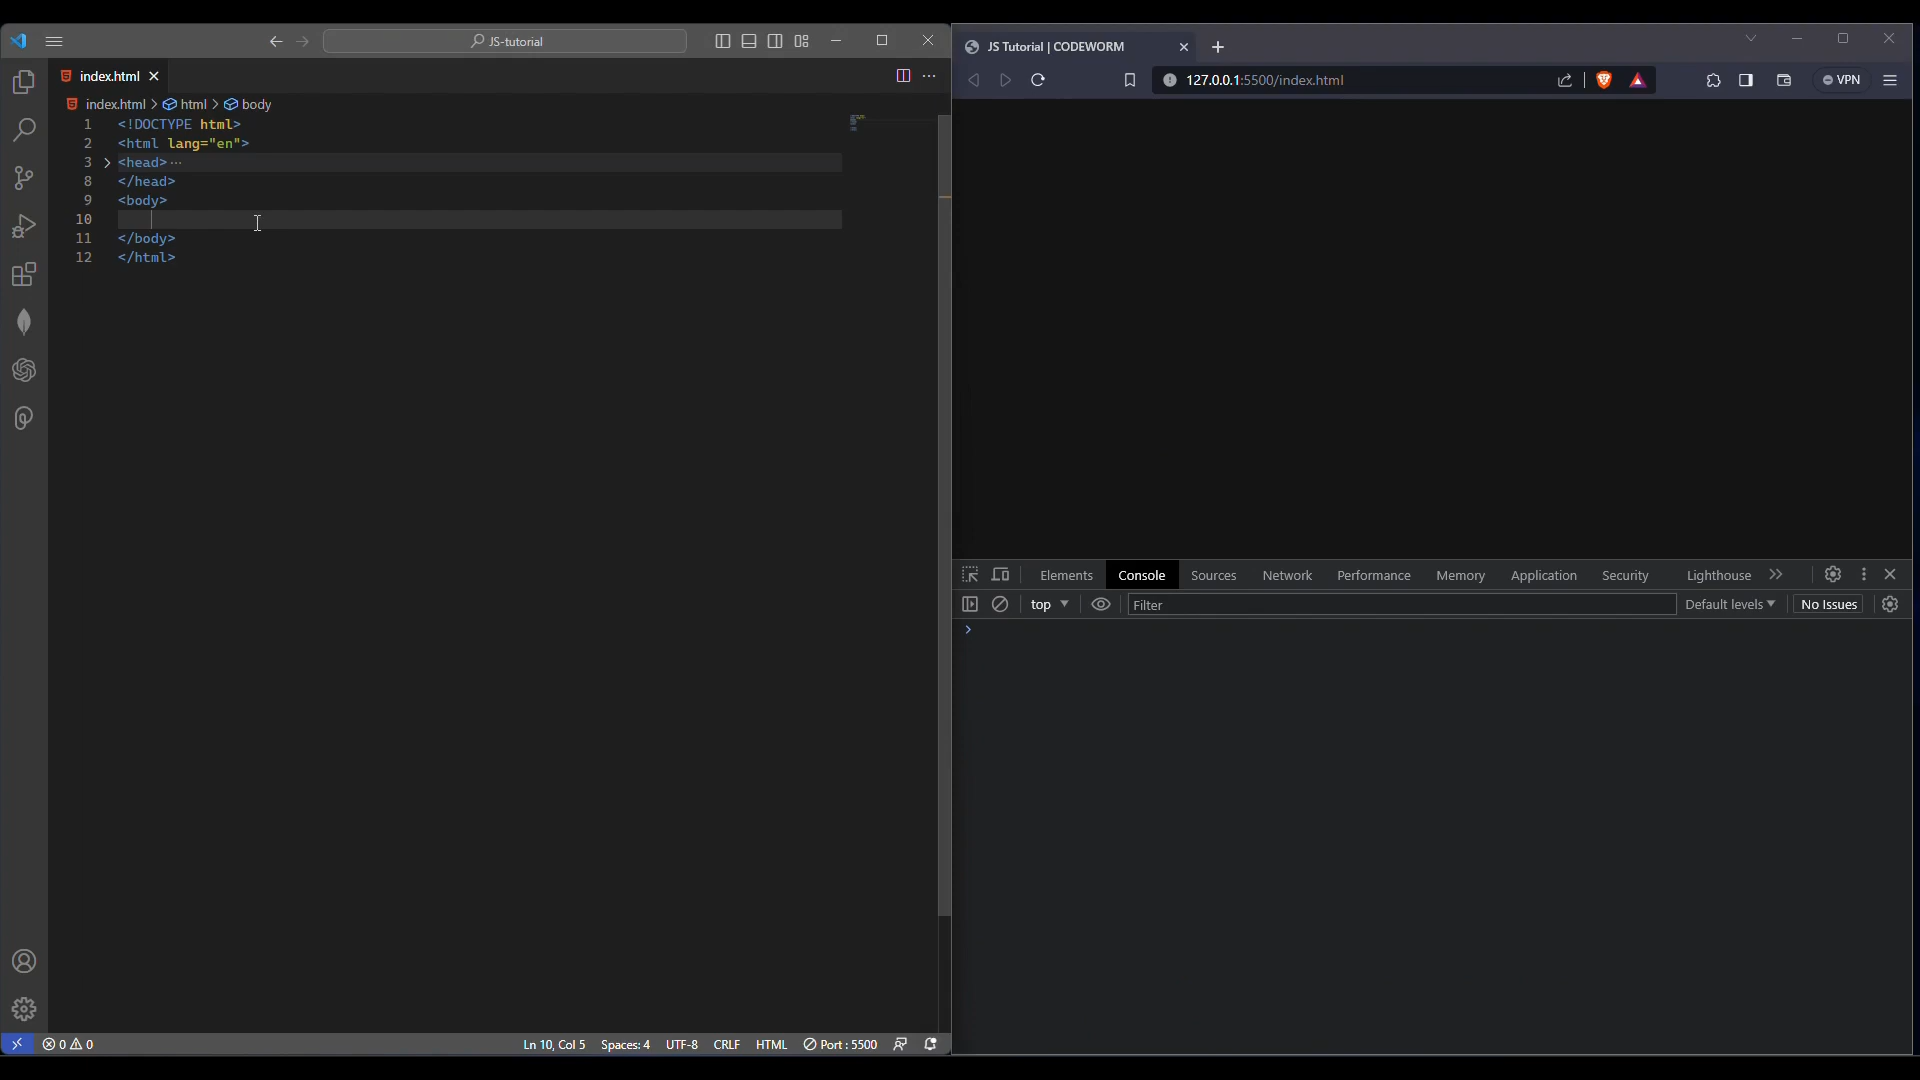 JS-tutorial
index.html
index.html > html > body
1 <!DOCTYPE html>
2 <html lang="en">
3 <head>…
8 </head>
9 <body>
10
11 </body>
12 </html>
0 0 Ln 10, Col 5 Spaces: 4 UTF-8 CRLF HTML Port : 5500
JS Tutorial | CODEWORM
127.0.0.1:5500/index.html
VPN
Elements Console Sources Network Performance Memory Application Security Lighthouse
top Filter Default levels No Issues